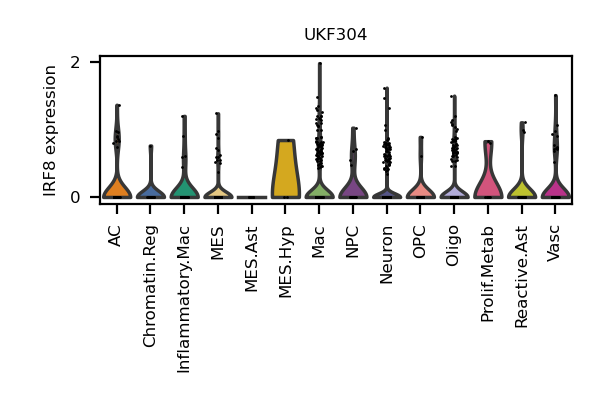 UKF304
IRF8 expression
2
0
AC
Chromatin.Reg
Inflammatory.Mac
MES
MES.Ast
MES.Hyp
Mac
NPC
Neuron
OPC
Oligo
Prolif.Metab
Reactive.Ast
Vasc